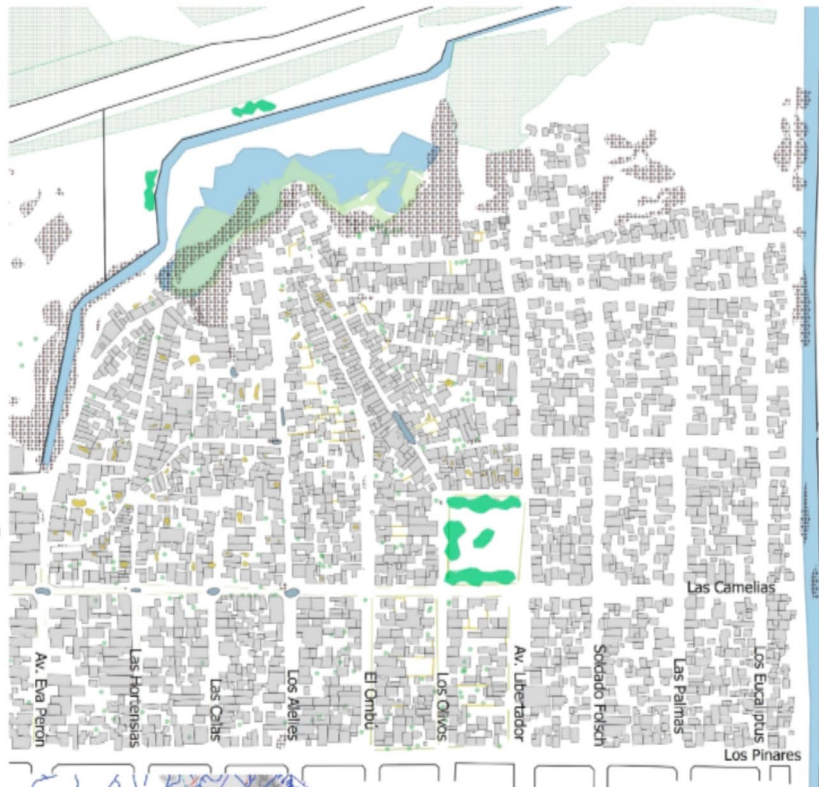 Las Camelias
Av. Eva Perón
Las Hortensias
Las Calas
Los Aleles
El Ombú
Los Olivos
Av. Libertador
Soldado Folsch
Las Palmas
Los Eucaliptus
Los Pinares